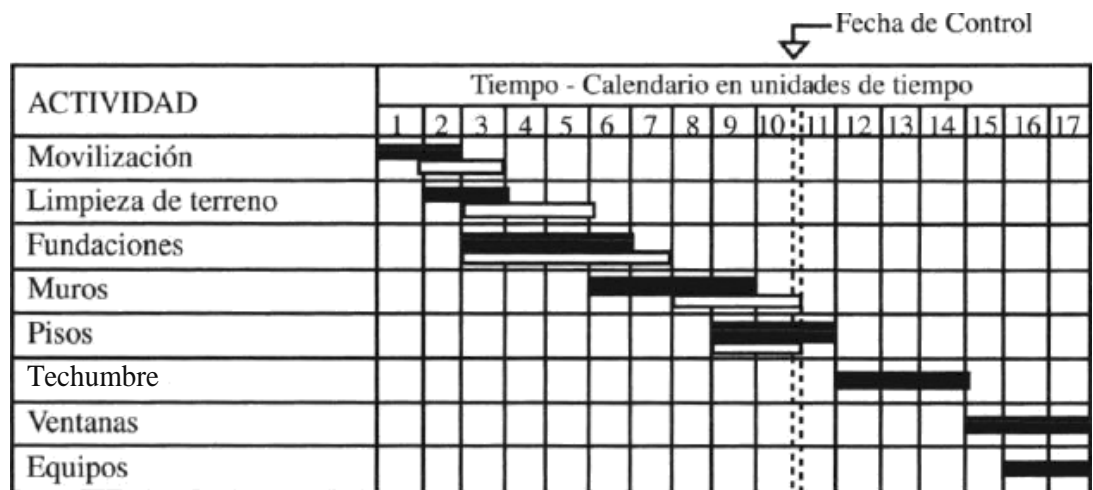 Fecha de Control
ACTIVIDAD
Tiempo - Calendario en unidades de tiempo
1 2 3 4 5 6 7 8 9 10 11 12 13 14 15 16 17
Movilización
Limpieza de terreno
Fundaciones
Muros
Pisos
Techumbre
Ventanas
Equipos